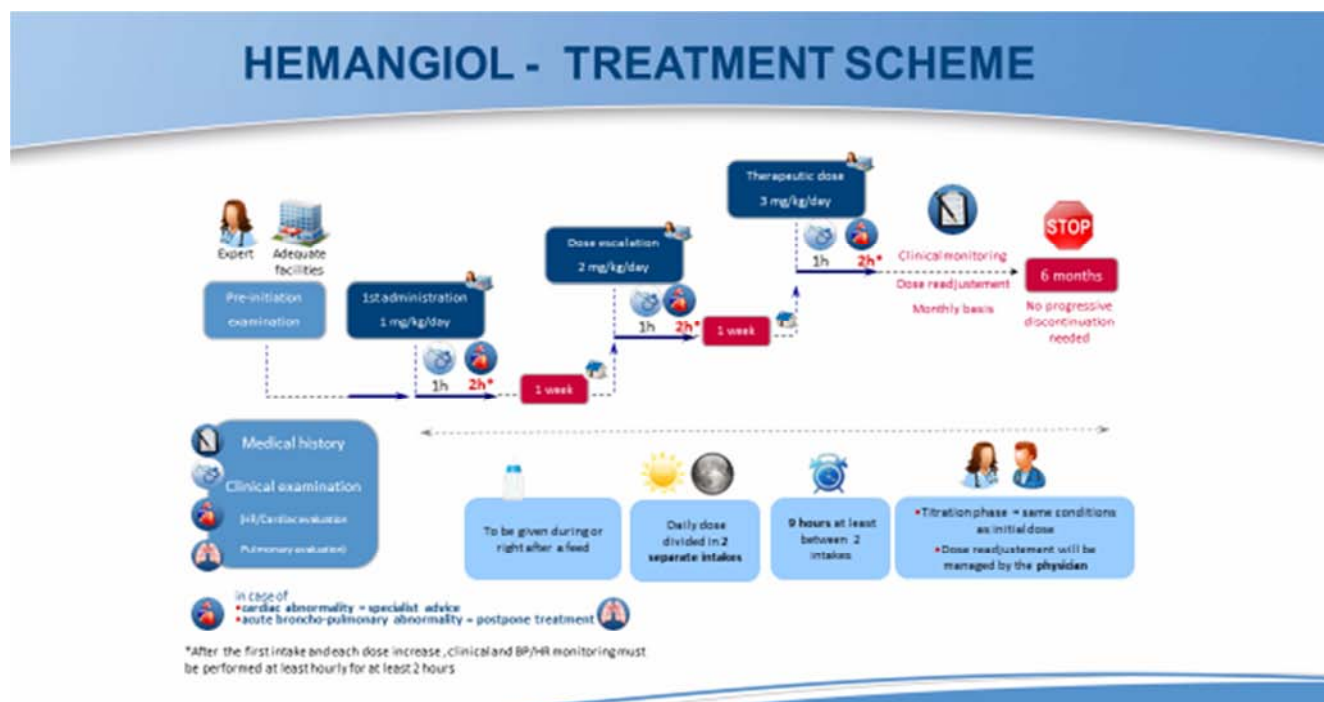 HEMANGIOL - TREATMENT SCHEME
Expert
Adequate
facilities
Pre-initiation
examination
1st administration
1 mg/kg/day
1h
2h*
1 week
Dose escalation
2 mg/kg/day
1h
2h*
1 week
Therapeutic dose
3 mg/kg/day
1h
2h*
Clinical monitoring
Dose readjustement
Monthly basis
STOP
6 months
No progressive
discontinuation
needed
Medical history
Clinical examination
(HR/Cardiac evaluation
Pulmonary evaluation)
To be given during or
right after a feed
Daily dose
divided in 2
separate intakes
9 hours at least
between 2
intakes
•Titration phase = same conditions
as initial dose
•Dose readjustement will be
managed by the physician
in case of
•cardiac abnormality = specialist advice
•acute broncho-pulmonary abnormality = postpone treatment
*After the first intake and each dose increase, clinical and BP/HR monitoring must
be performed at least hourly for at least 2 hours